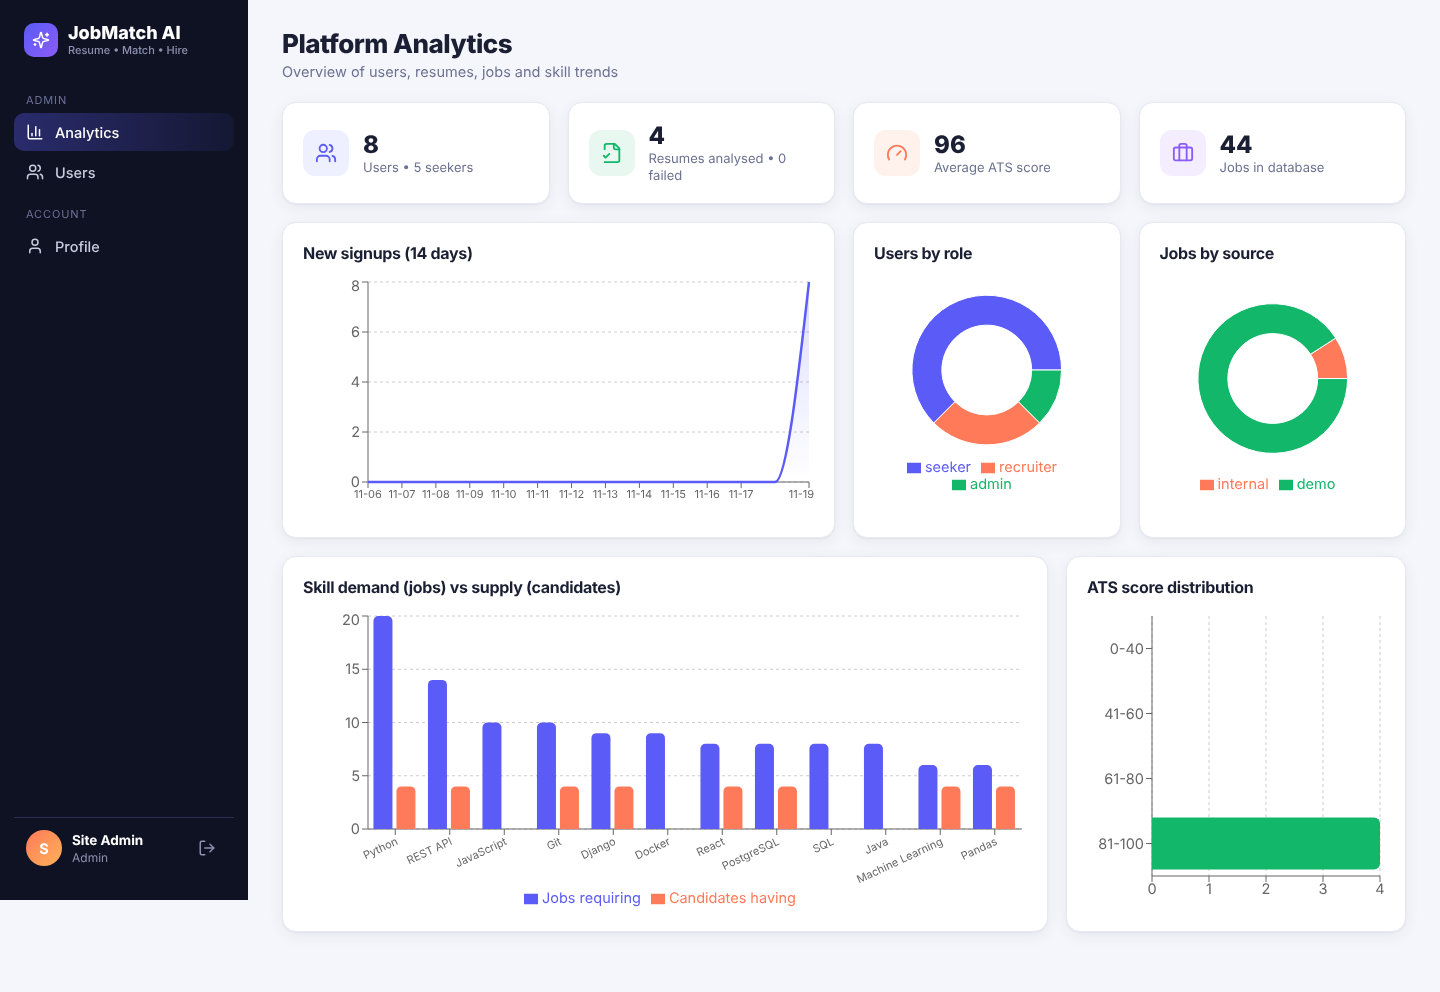 JobMatch AI
Resume • Match • Hire
ADMIN
Analytics
Users
ACCOUNT
Profile
S
Site Admin
Admin
Platform Analytics
Overview of users, resumes, jobs and skill trends
8
Users • 5 seekers
4
Resumes analysed • 0
failed
96
Average ATS score
44
Jobs in database
New signups (14 days)
8
6
4
2
0
11-06 11-07 11-08 11-09 11-10 11-11 11-12 11-13 11-14 11-15 11-16 11-17 11-19
Users by role
seeker recruiter
admin
Jobs by source
internal demo
Skill demand (jobs) vs supply (candidates)
20
15
10
5
0
Python REST API JavaScript Git Django Docker React PostgreSQL SQL Java Machine Learning Pandas
Jobs requiring Candidates having
ATS score distribution
0-40
41-60
61-80
81-100
0 1 2 3 4